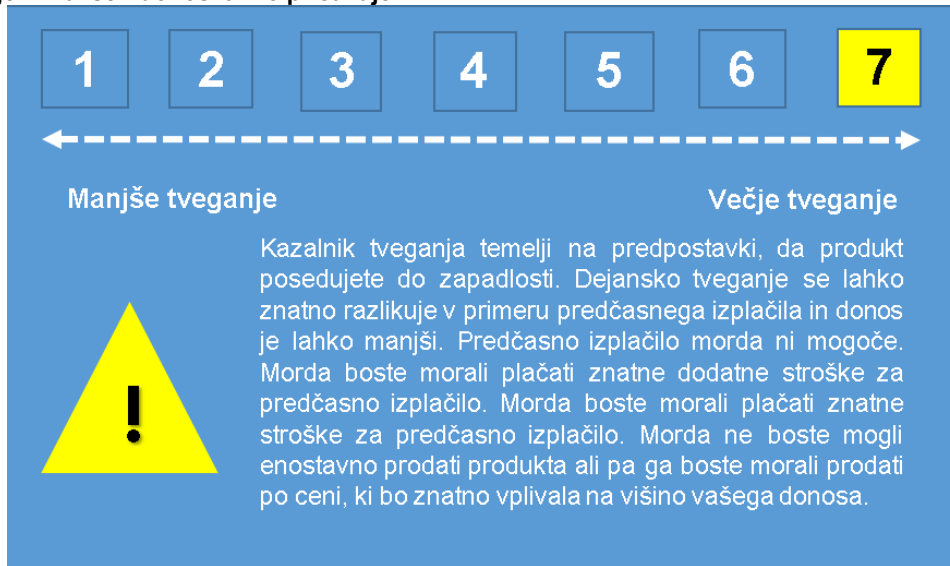 1 2 3 4 5 6 7
Manjše tveganje Večje tveganje
Kazalnik tveganja temelji na predpostavki, da produkt
posedujete do zapadlosti. Dejansko tveganje se lahko
znatno razlikuje v primeru predčasnega izplačila in donos
je lahko manjši. Predčasno izplačilo morda ni mogoče.
Morda boste morali plačati znatne dodatne stroške za
predčasno izplačilo. Morda boste morali plačati znatne
stroške za predčasno izplačilo. Morda ne boste mogli
enostavno prodati produkta ali pa ga boste morali prodati
po ceni, ki bo znatno vplivala na višino vašega donosa.
!